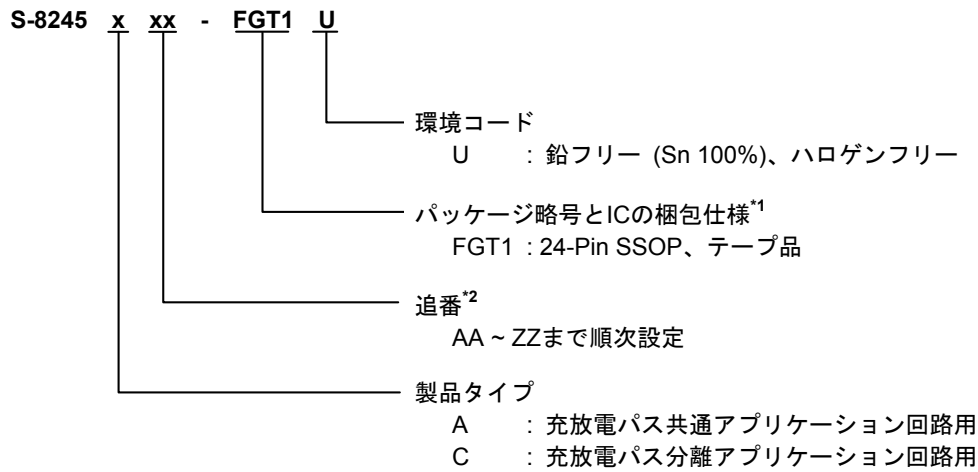 S-8245 x xx - FGT1 U
環境コード
U : 鉛フリー (Sn 100%)、ハロゲンフリー
パッケージ略号とICの梱包仕様*1
FGT1 : 24-Pin SSOP、テープ品
追番*2
AA ~ ZZまで順次設定
製品タイプ
A : 充放電パス共通アプリケーション回路用
C : 充放電パス分離アプリケーション回路用